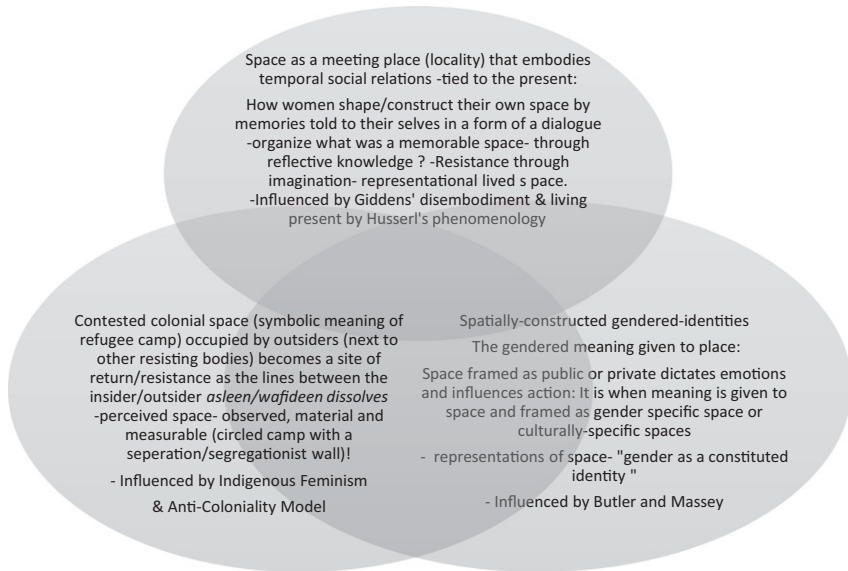 Space as a meeting place (locality) that embodies
temporal social relations -tied to the present:
How women shape/construct their own space by
memories told to their selves in a form of a dialogue
-organize what was a memorable space- through
reflective knowledge ? -Resistance through
imagination- representational lived s pace.
-Influenced by Giddens' disembodiment & living
present by Husserl's phenomenology
Contested colonial space (symbolic meaning of
refugee camp) occupied by outsiders (next to
other resisting bodies) becomes a site of
return/resistance as the lines between the
insider/outsider asleen/wafideen dissolves
-perceived space- observed, material and
measurable (circled camp with a
seperation/segregationist wall)!
- Influenced by Indigenous Feminism
& Anti-Coloniality Model
Spatially-constructed gendered-identities
The gendered meaning given to place:
Space framed as public or private dictates emotions
and influences action: It is when meaning is given to
space and framed as gender specific space or
culturally-specific spaces
- representations of space- "gender as a constituted
identity "
- Influenced by Butler and Massey